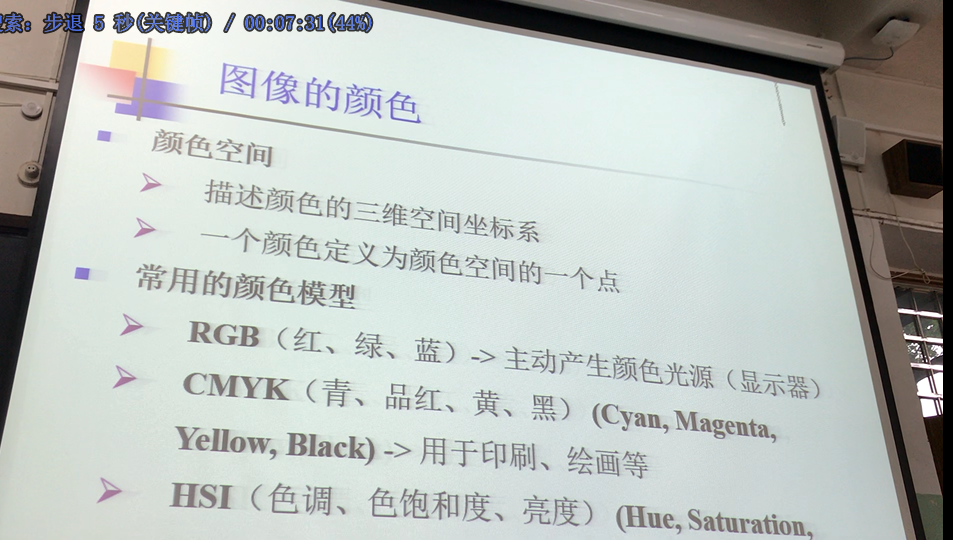 索：步退 5 秒(关键帧) / 00:07:31(44%)
图像的颜色
颜色空间
描述颜色的三维空间坐标系
一个颜色定义为颜色空间的一个点
常用的颜色模型
RGB（红、绿、蓝）-> 主动产生颜色光源（显示器）
CMYK（青、品红、黄、黑） (Cyan, Magenta,
Yellow, Black) -> 用于印刷、绘画等
HSI（色调、色饱和度、亮度） (Hue, Saturation,